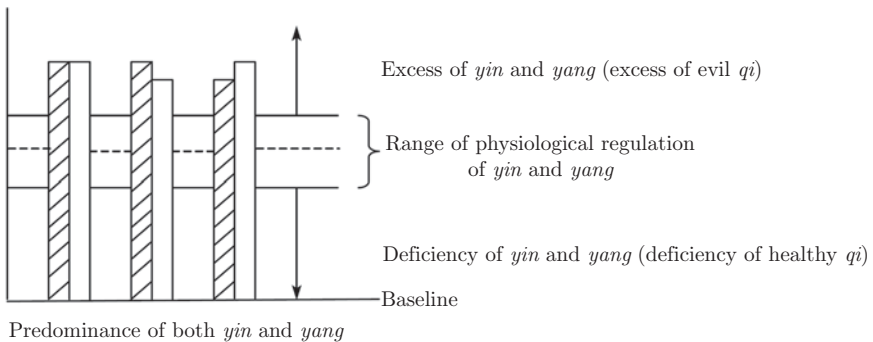 Excess of yin and yang (excess of evil qi)
Range of physiological regulation
of yin and yang
Deficiency of yin and yang (deficiency of healthy qi)
Baseline
Predominance of both yin and yang